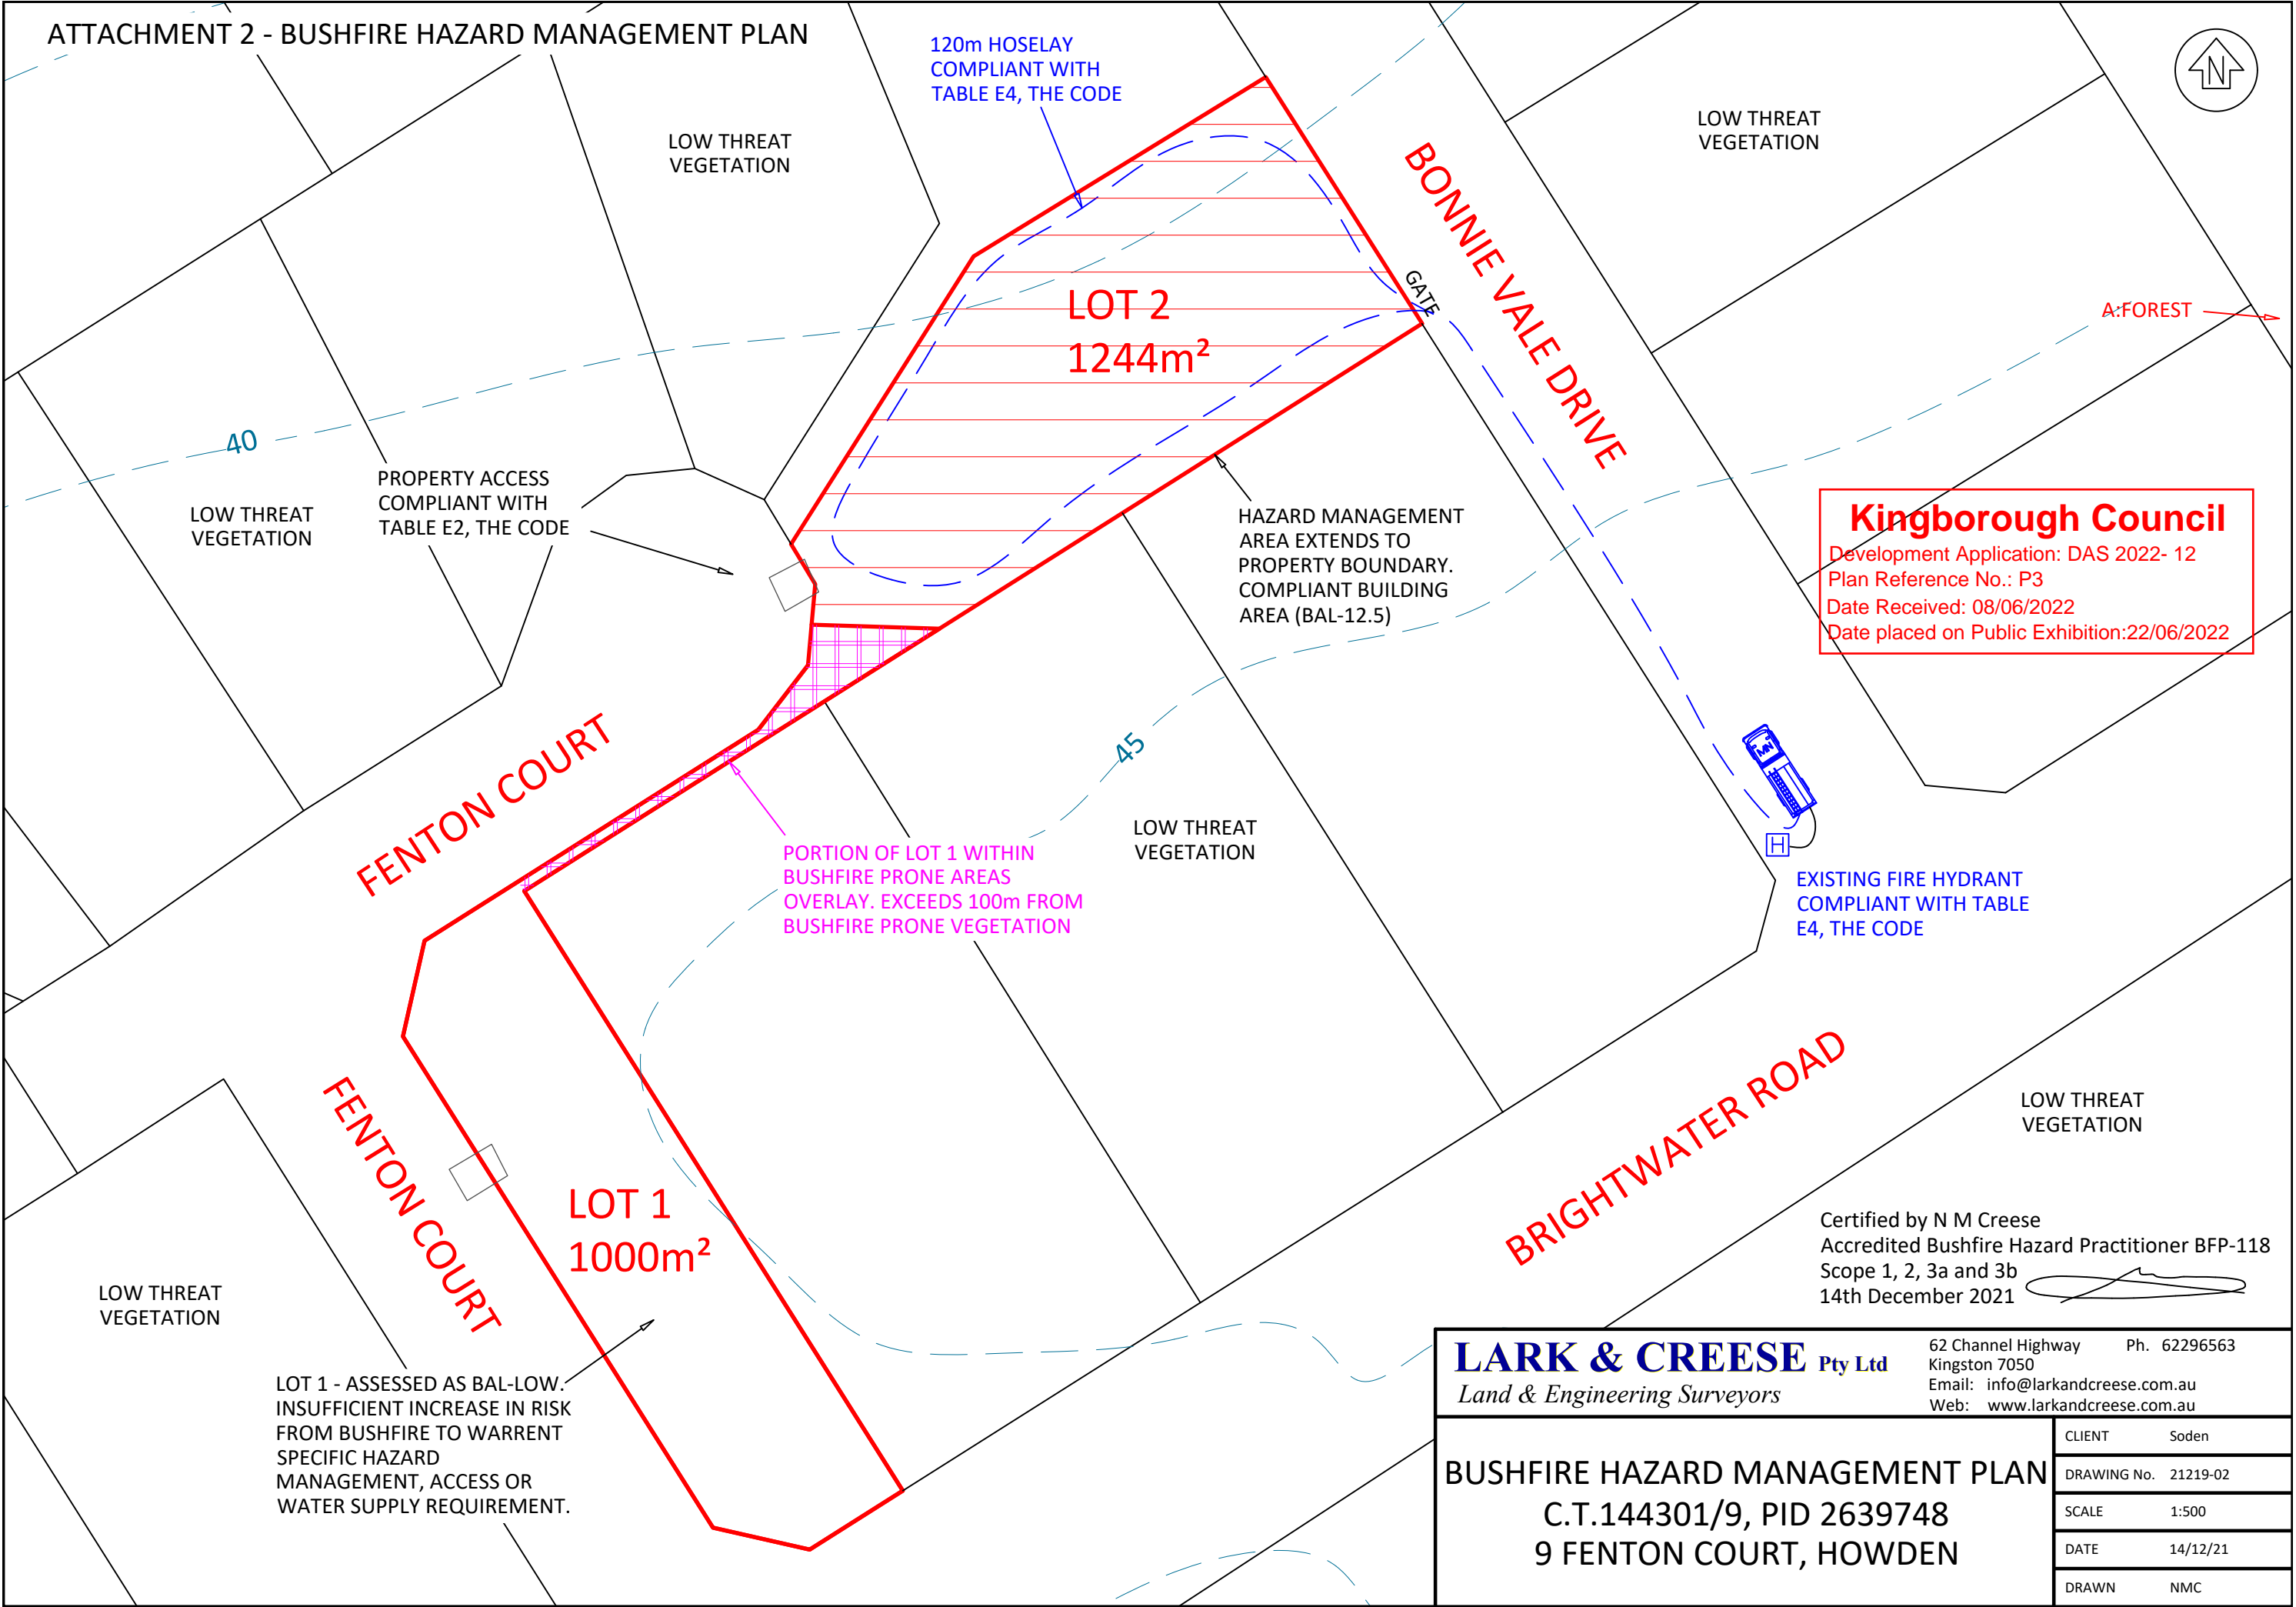 ATTACHMENT 2 - BUSHFIRE HAZARD MANAGEMENT PLAN
120m HOSELAY
COMPLIANT WITH
TABLE E4, THE CODE
N
LOW THREAT
VEGETATION
LOW THREAT
VEGETATION
BONNIE VALE DRIVE
GATE
A:FOREST
LOT 2
1244m²
40
PROPERTY ACCESS
COMPLIANT WITH
TABLE E2, THE CODE
LOW THREAT
VEGETATION
HAZARD MANAGEMENT
AREA EXTENDS TO
PROPERTY BOUNDARY.
COMPLIANT BUILDING
AREA (BAL-12.5)
Kingborough Council
Development Application: DAS 2022- 12
Plan Reference No.: P3
Date Received: 08/06/2022
Date placed on Public Exhibition:22/06/2022
FENTON COURT
45
PORTION OF LOT 1 WITHIN
BUSHFIRE PRONE AREAS
OVERLAY. EXCEEDS 100m FROM
BUSHFIRE PRONE VEGETATION
LOW THREAT
VEGETATION
MN
H
EXISTING FIRE HYDRANT
COMPLIANT WITH TABLE
E4, THE CODE
FENTON COURT
LOT 1
1000m²
BRIGHTWATER ROAD
LOW THREAT
VEGETATION
LOW THREAT
VEGETATION
LOT 1 - ASSESSED AS BAL-LOW.
INSUFFICIENT INCREASE IN RISK
FROM BUSHFIRE TO WARRENT
SPECIFIC HAZARD
MANAGEMENT, ACCESS OR
WATER SUPPLY REQUIREMENT.
Certified by N M Creese
Accredited Bushfire Hazard Practitioner BFP-118
Scope 1, 2, 3a and 3b
14th December 2021
LARK & CREESE Pty Ltd
Land & Engineering Surveyors
62 Channel Highway Ph. 62296563
Kingston 7050
Email: info@larkandcreese.com.au
Web: www.larkandcreese.com.au
BUSHFIRE HAZARD MANAGEMENT PLAN
C.T.144301/9, PID 2639748
9 FENTON COURT, HOWDEN
CLIENT Soden
DRAWING No. 21219-02
SCALE 1:500
DATE 14/12/21
DRAWN NMC